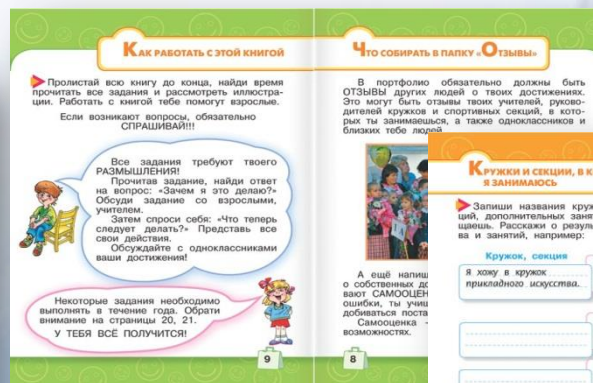 КАК РАБОТАТЬ С ЭТОЙ КНИГОЙ
Пролистай всю книгу до конца, найди время
прочитать все задания и рассмотреть иллюстра-
ции. Работать с книгой тебе помогут взрослые.
Если возникают вопросы, обязательно
СПРАШИВАЙ!!!
Все задания требуют твоего
РАЗМЫШЛЕНИЯ!
Прочитав задание, найди ответ
на вопрос: «Зачем я это делаю?»
Обсуди задание со взрослыми,
учителем.
Затем спроси себя: «Что теперь
следует делать?» Представь все
свои действия.
Обсуждайте с одноклассниками
ваши достижения!
Некоторые задания необходимо
выполнять в течение года. Обрати
внимание на страницы 20, 21.
У ТЕБЯ ВСЁ ПОЛУЧИТСЯ!
9
ЧТО СОБИРАТЬ В ПАПКУ «ОТЗЫВЫ»
В портфолио обязательно должны быть
ОТЗЫВЫ других людей о твоих достижениях.
Это могут быть отзывы твоих учителей, руково-
дителей кружков и спортивных секций, в кото-
рых ты занимаешься, а также одноклассников и
близких тебе людей.
А ещё напиш
о собственных до
вают САМООЦЕН
ошибки, ты учиш
добиваться поста
Самооценка -
возможностях.
8
КРУЖКИ И СЕКЦИИ, В К
Я ЗАНИМАЮСЬ
Запиши названия круж
ций, дополнительных заня
щаешь. Расскажи о резуль
ва и занятий, например:
Кружок, секция
Я хожу в кружок
прикладного искусства.